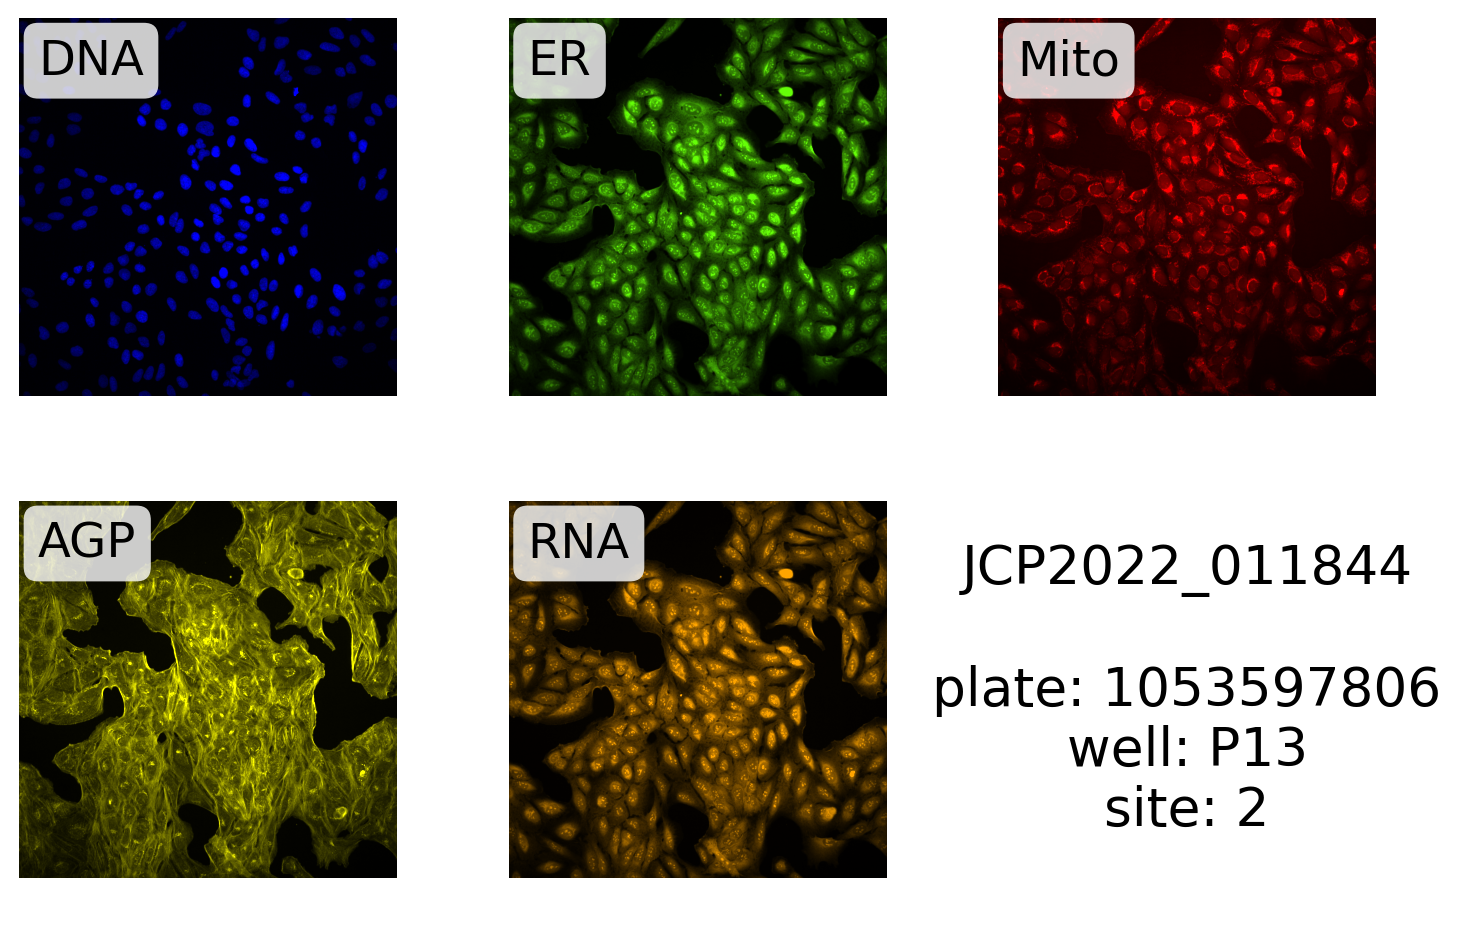 DNA
ER
Mito
AGP
RNA
JCP2022_011844
plate: 1053597806
well: P13
site: 2